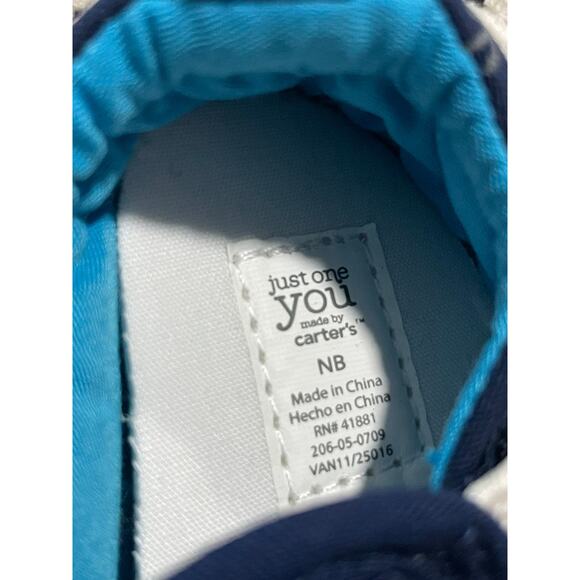 just one
you
made by
carter's™
NB
Made in China
Hecho en China
RN# 41881
206-05-0709
VAN11/25016